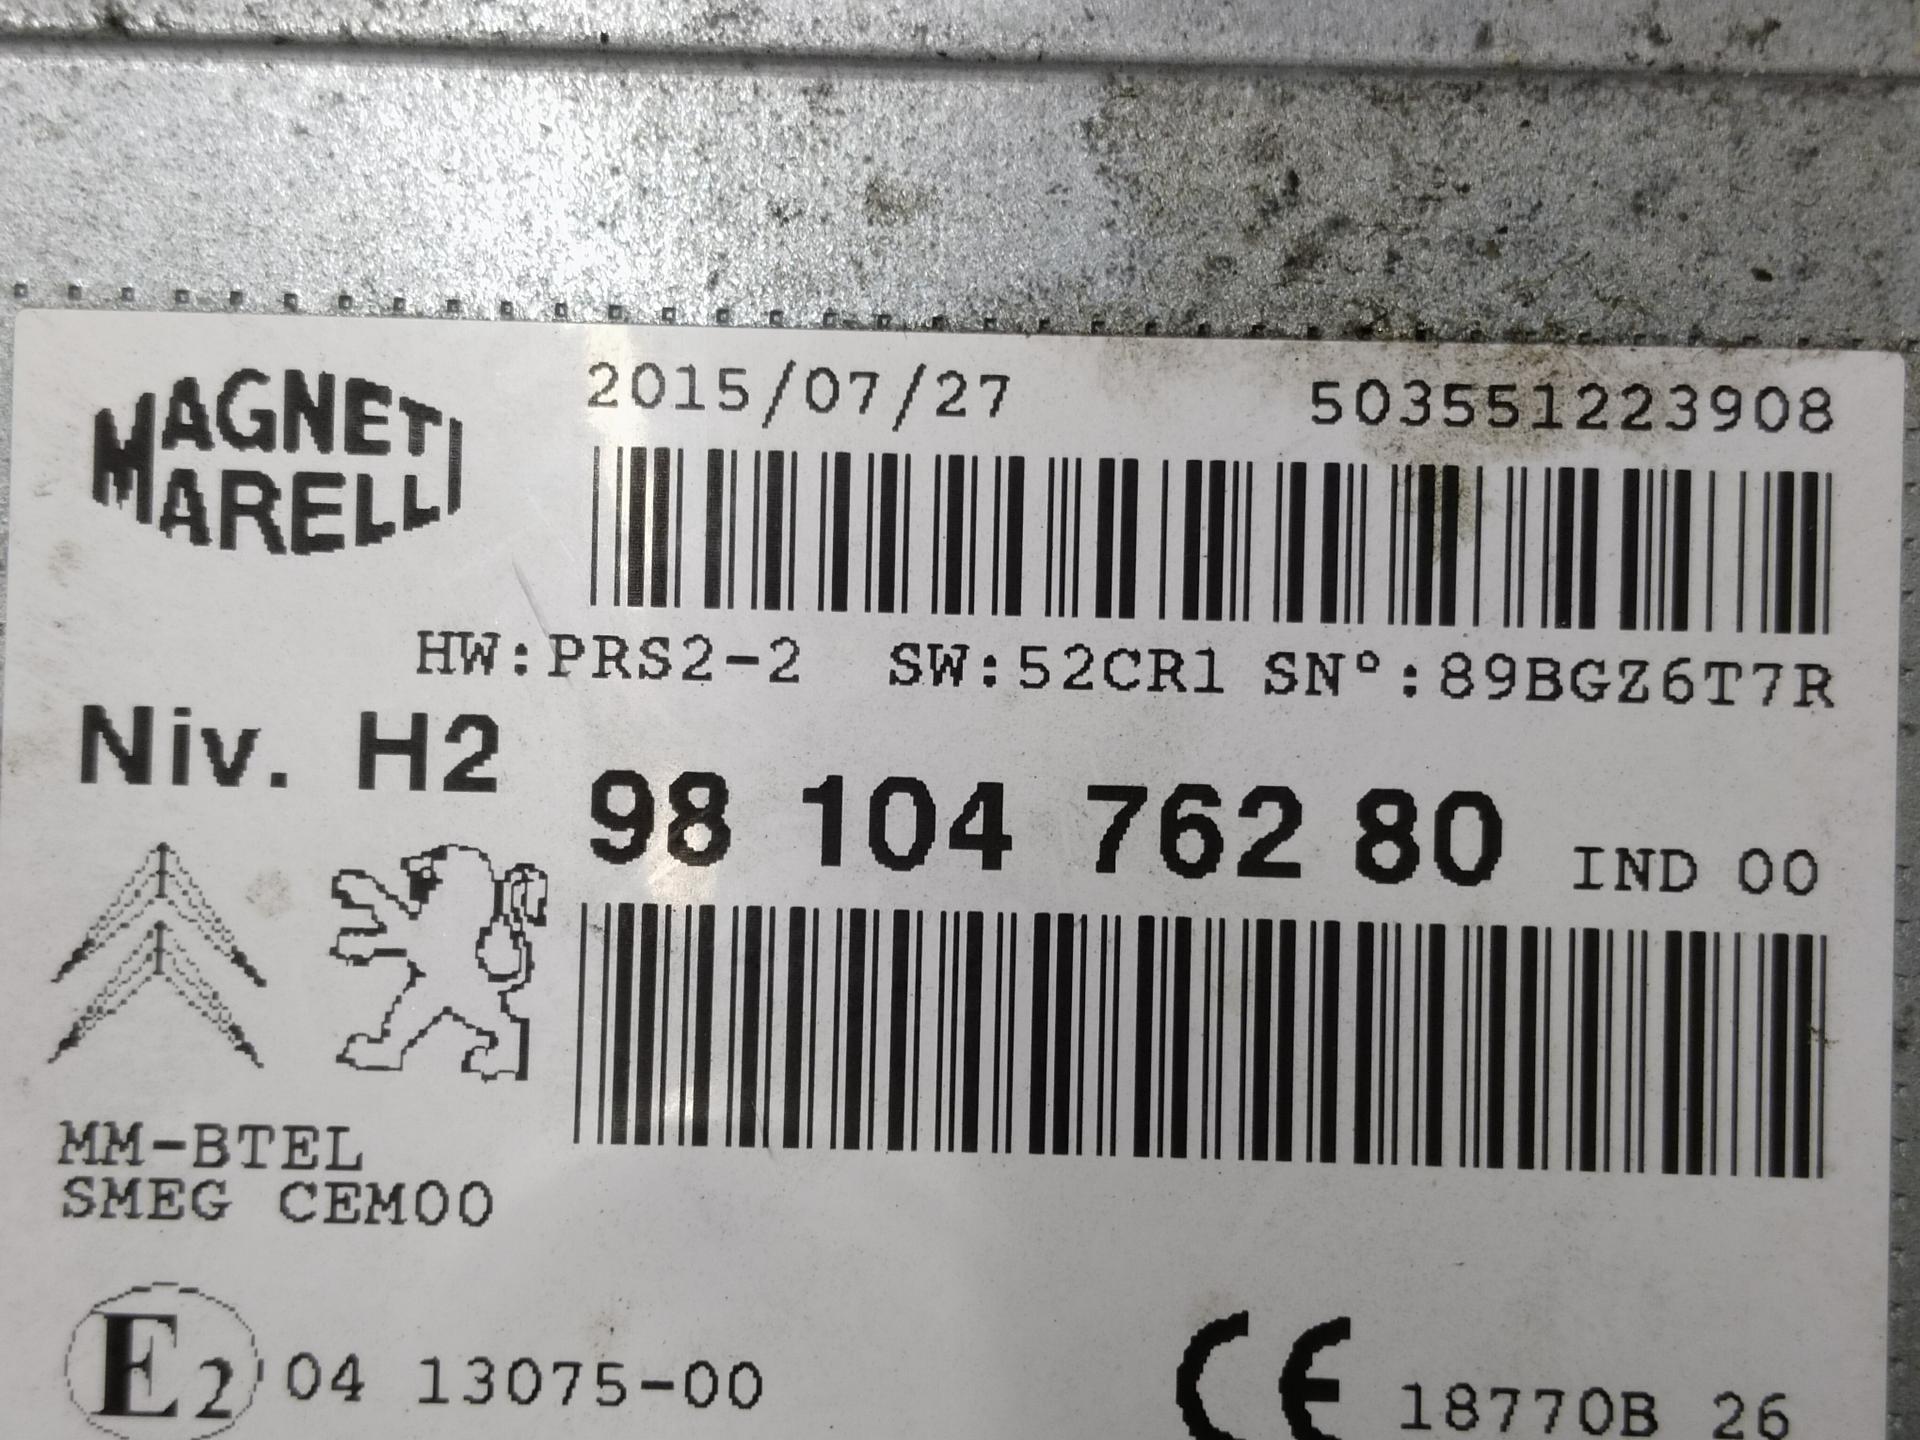 MAGNETI
MARELLI
2015/07/27 503551223908
HW:PRS2-2 SW:52CR1 SN°:89BGZ6T7R
Niv. H2
98 104 762 80 IND 00
MM-BTEL
SMEG CEM00
E2 04 13075-00
CE 18770B 26